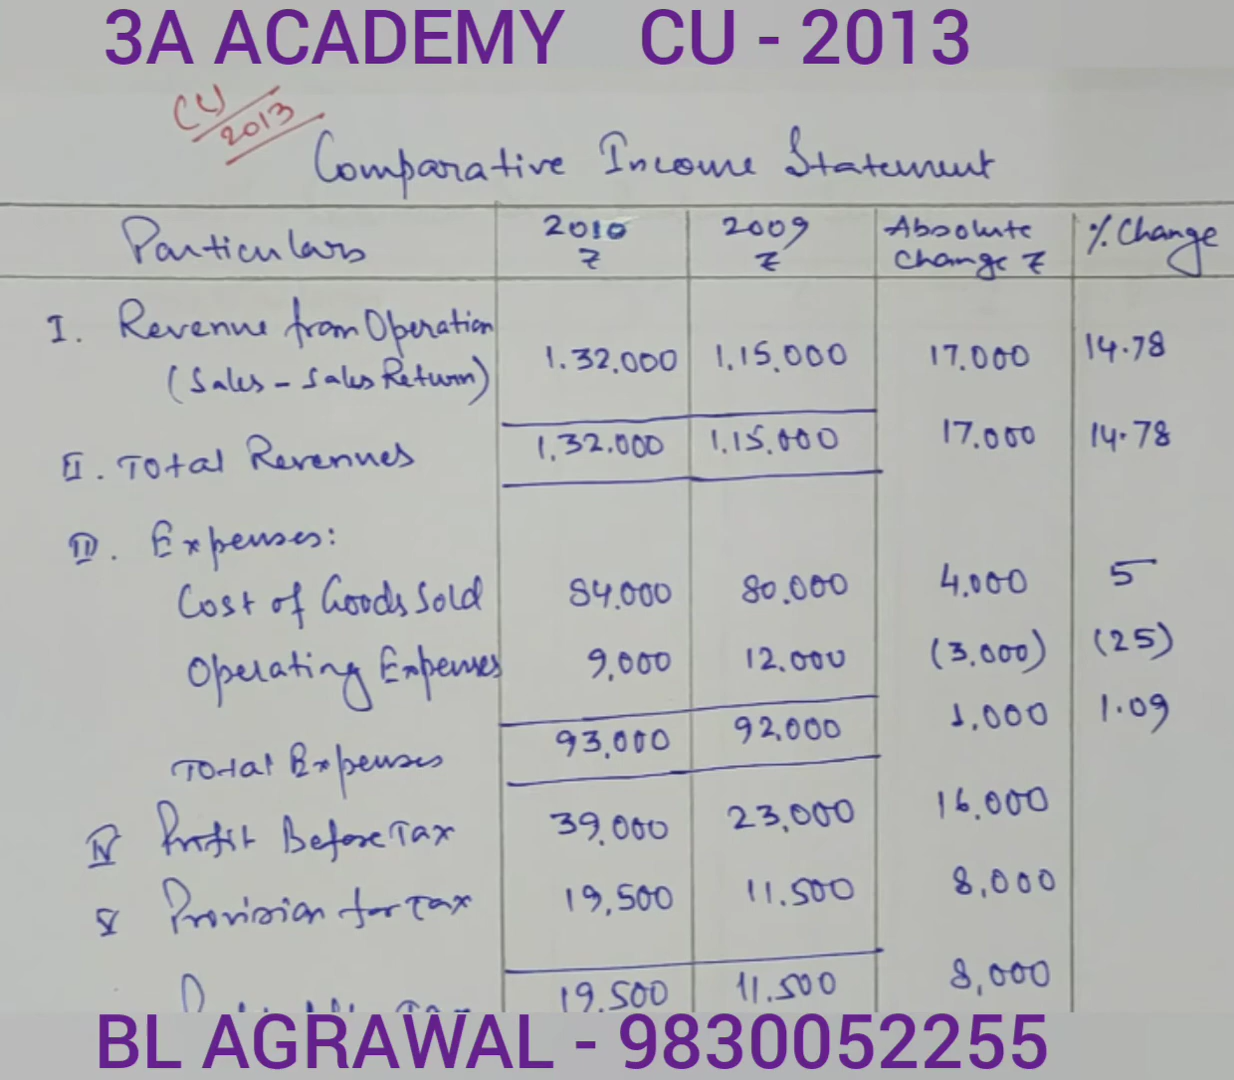 3A ACADEMY CU - 2013
CU
2013
Comparative Income Statement
Particulars 2010 ₹ 2009 ₹ Absolute Change ₹ % Change
I. Revenue from Operation
(Sales - Sales Return) 1.32.000 1.15.000 17.000 14.78
II. Total Revenues 1.32.000 1.15.000 17.000 14.78
III. Expenses:
Cost of Goods Sold 84.000 80.000 4.000 5
Operating Expenses 9,000 12.000 (3.000) (25)
Total Expenses 93,000 92,000 1,000 1.09
IV Profit Before Tax 39,000 23,000 16,000
V Provision for Tax 19,500 11.500 8,000
19.500 11.500 8,000
BL AGRAWAL - 9830052255